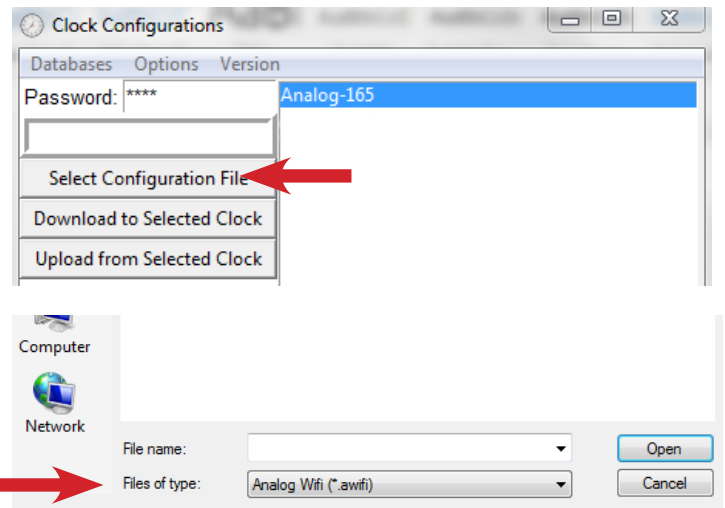 Clock Configurations
Databases Options Version
Password: **** Analog-165
Select Configuration File
Download to Selected Clock
Upload from Selected Clock
Computer
Network
File name: Open
Files of type: Analog Wifi (*.awifi) Cancel